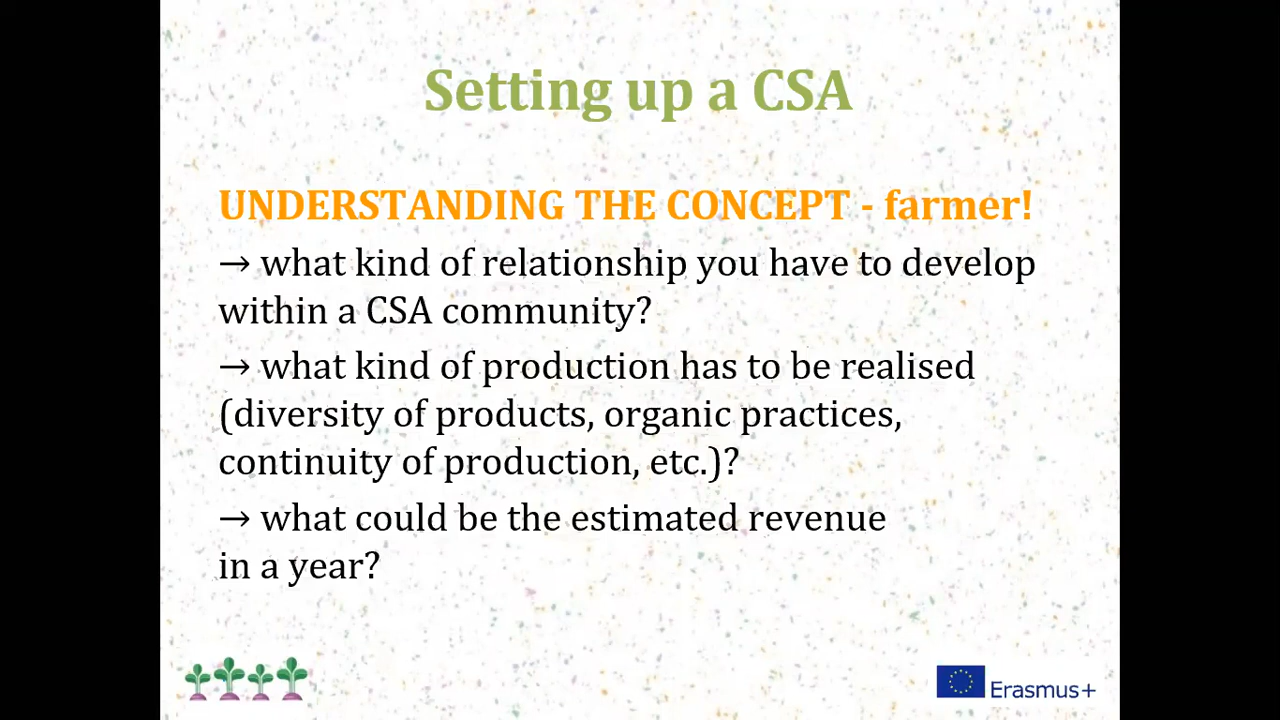 Setting up a CSA
UNDERSTANDING THE CONCEPT - farmer!
→ what kind of relationship you have to develop
within a CSA community?
→ what kind of production has to be realised
(diversity of products, organic practices,
continuity of production, etc.)?
→ what could be the estimated revenue
in a year?
Erasmus+